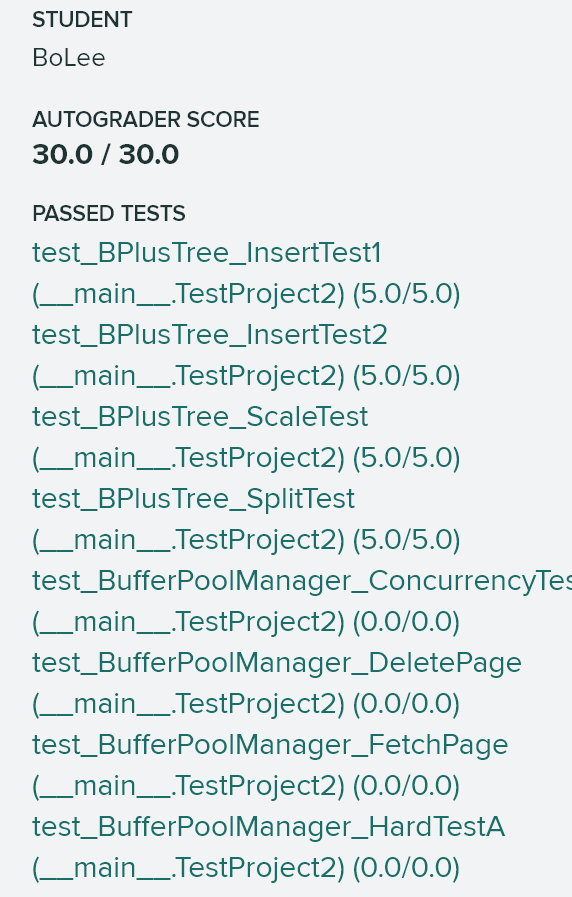 STUDENT
BoLee
AUTOGRADER SCORE
30.0 / 30.0
PASSED TESTS
test_BPlusTree_InsertTest1
(__main__.TestProject2) (5.0/5.0)
test_BPlusTree_InsertTest2
(__main__.TestProject2) (5.0/5.0)
test_BPlusTree_ScaleTest
(__main__.TestProject2) (5.0/5.0)
test_BPlusTree_SplitTest
(__main__.TestProject2) (5.0/5.0)
test_BufferPoolManager_ConcurrencyTes
(__main__.TestProject2) (0.0/0.0)
test_BufferPoolManager_DeletePage
(__main__.TestProject2) (0.0/0.0)
test_BufferPoolManager_FetchPage
(__main__.TestProject2) (0.0/0.0)
test_BufferPoolManager_HardTestA
(__main__.TestProject2) (0.0/0.0)